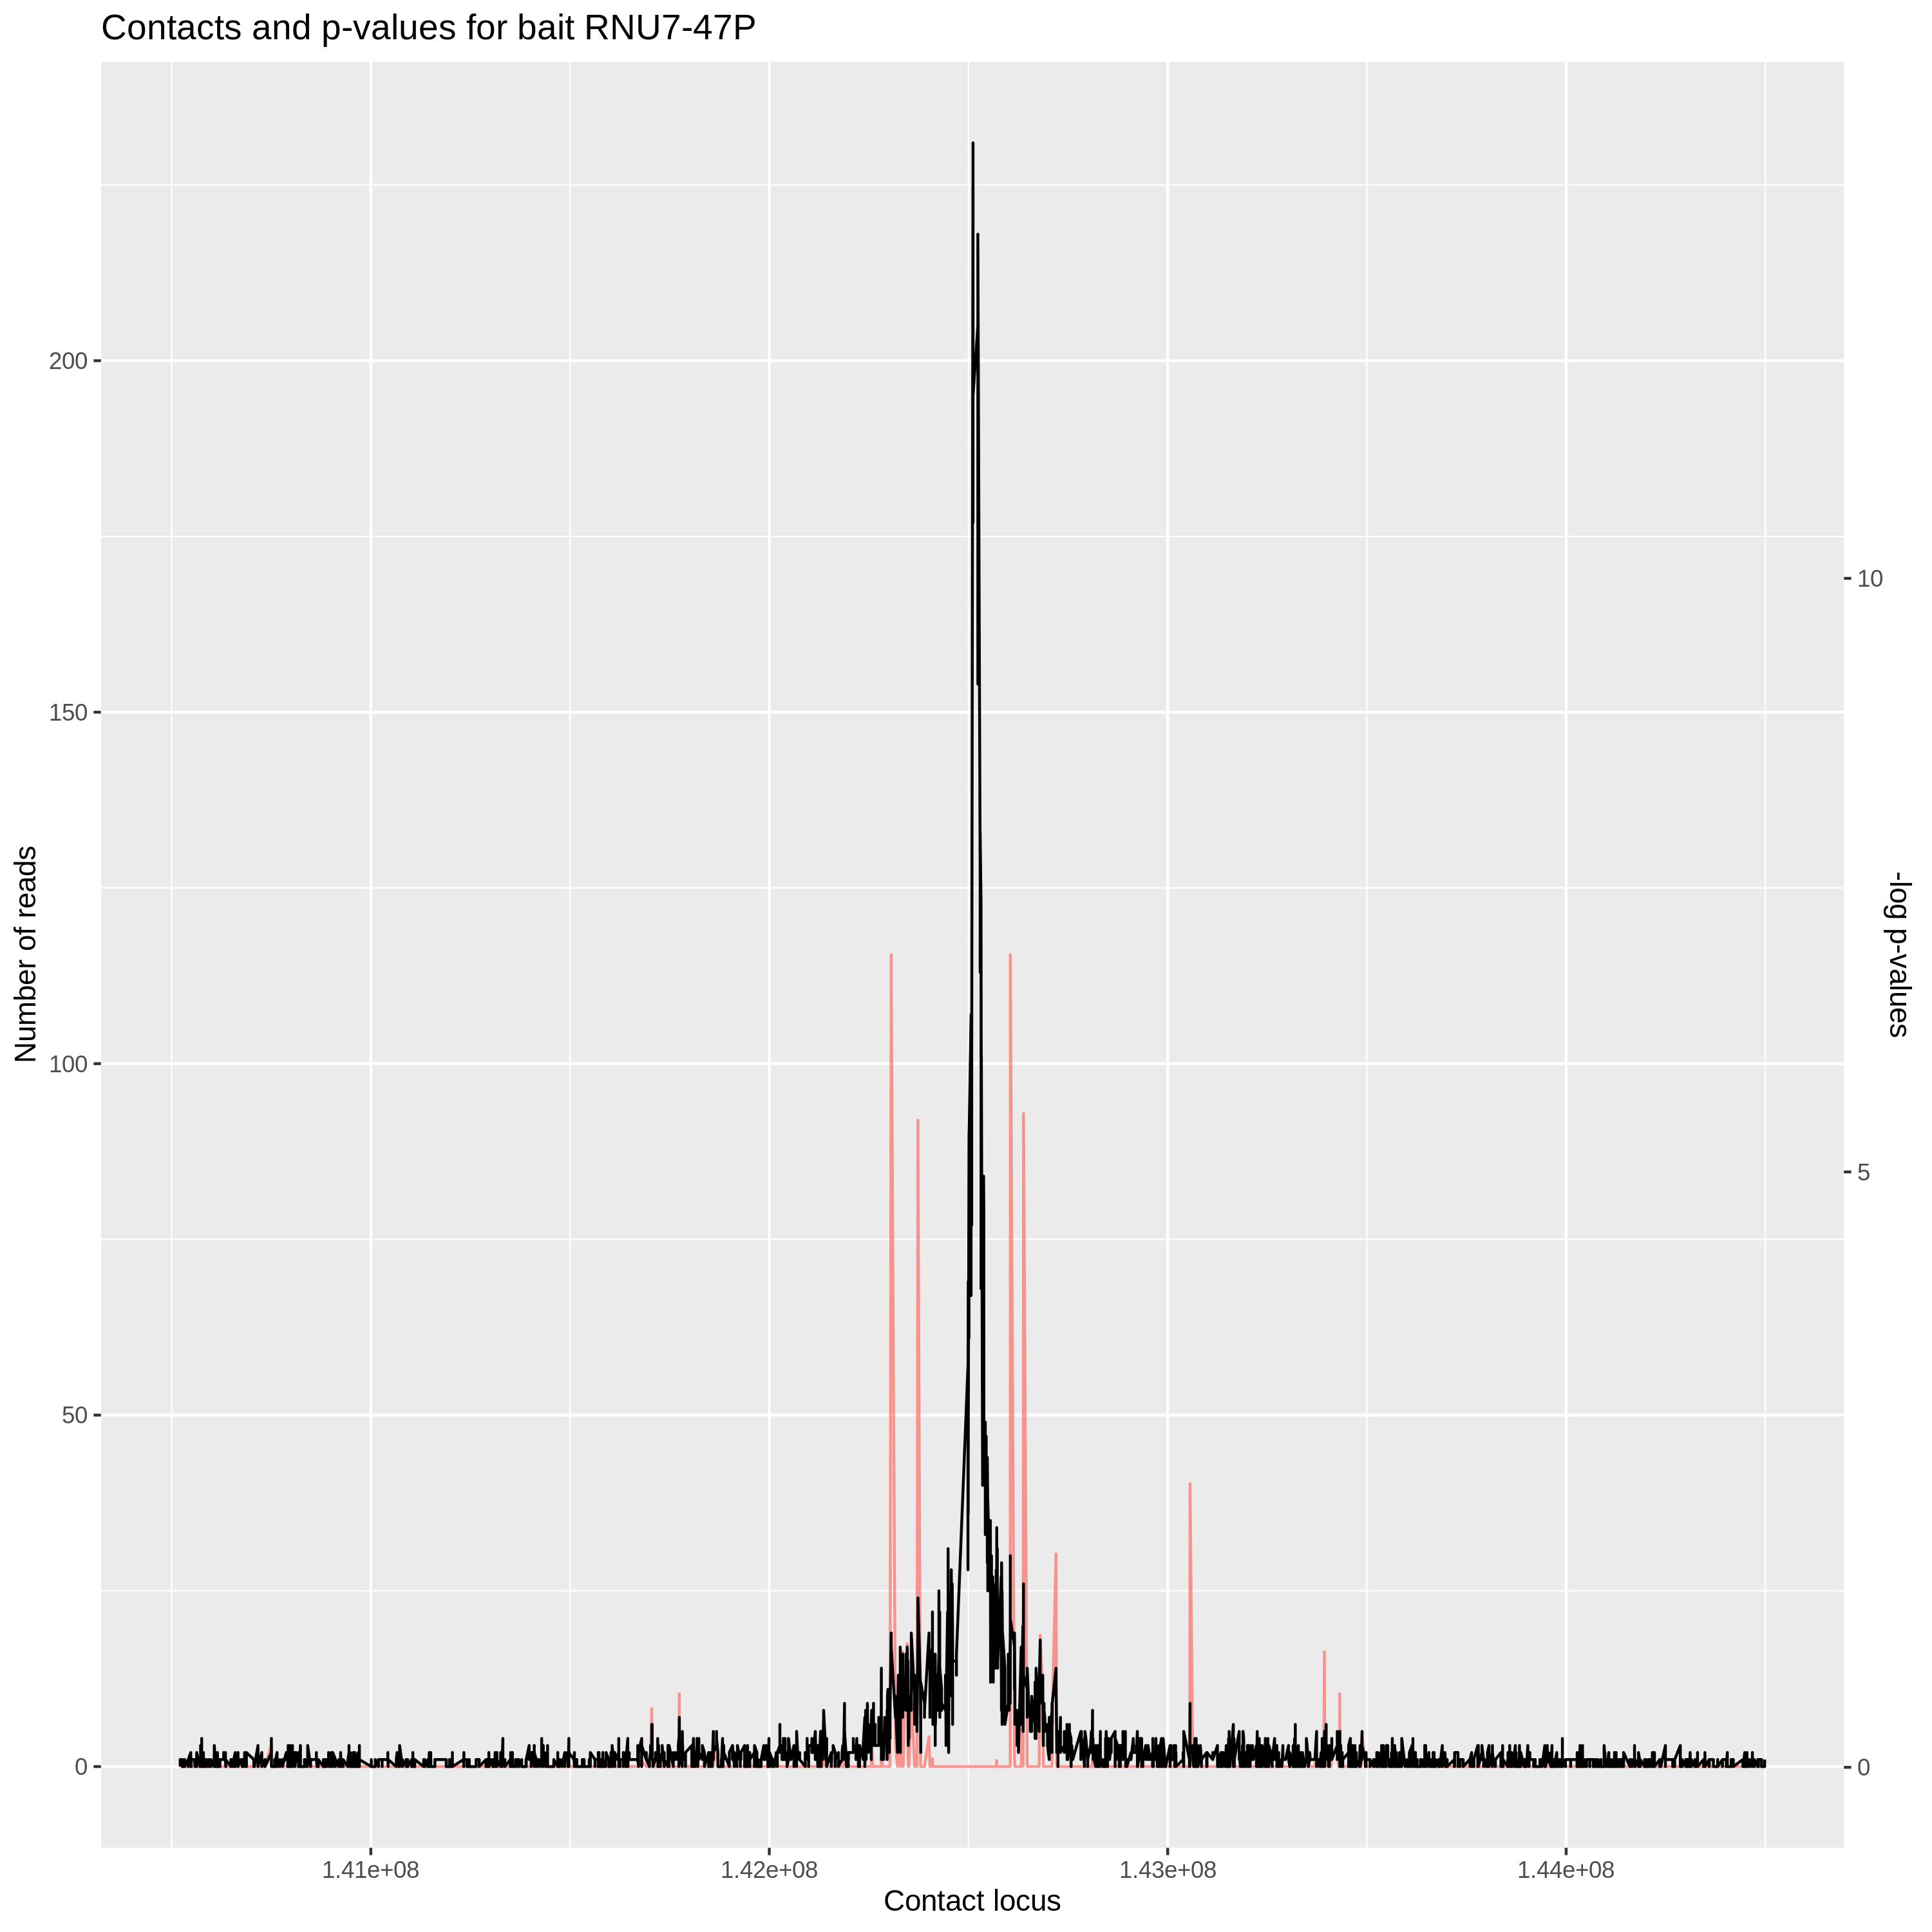 Contacts and p-values for bait RNU7-47P
Number of reads
200
150
100
50
0
10
5
0
-log p-values
1.41e+08
1.42e+08
1.43e+08
1.44e+08
Contact locus